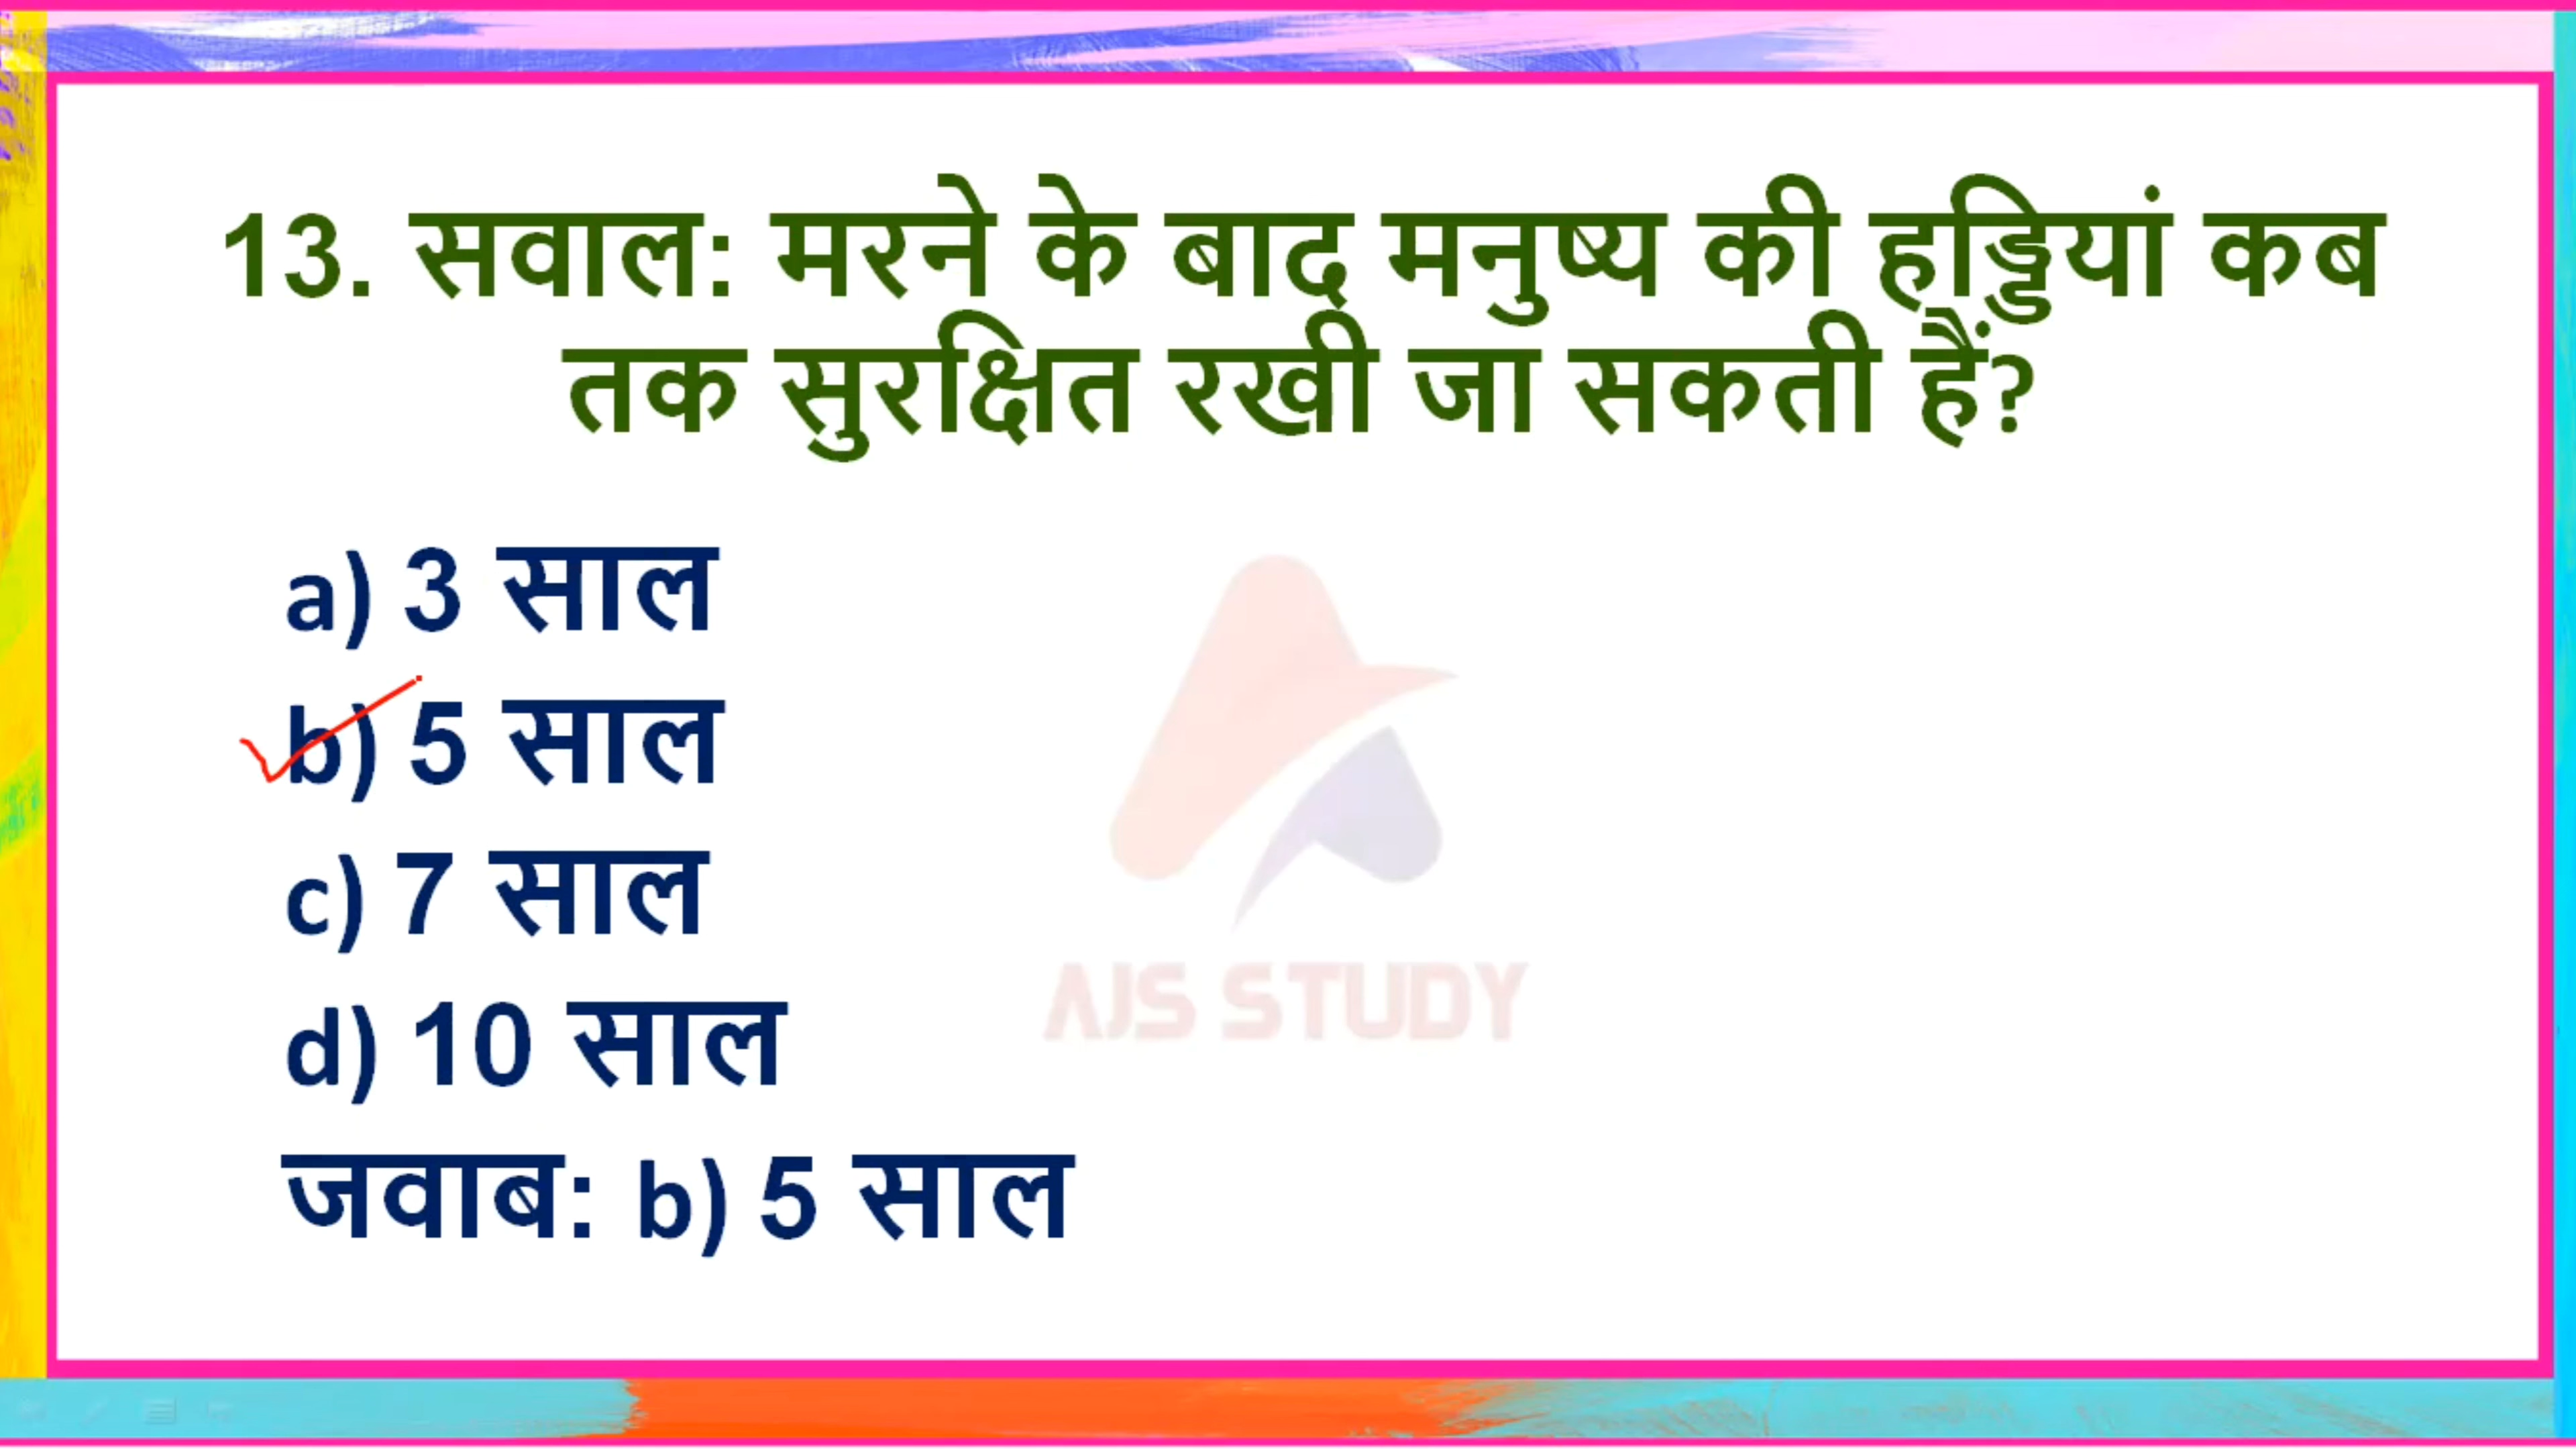 13. सवाल: मरने के बाद मनुष्य की हड्डियां कब
तक सुरक्षित रखी जा सकती हैं?
a) 3 साल
b) 5 साल
c) 7 साल
d) 10 साल
जवाब: b) 5 साल
AJS STUDY